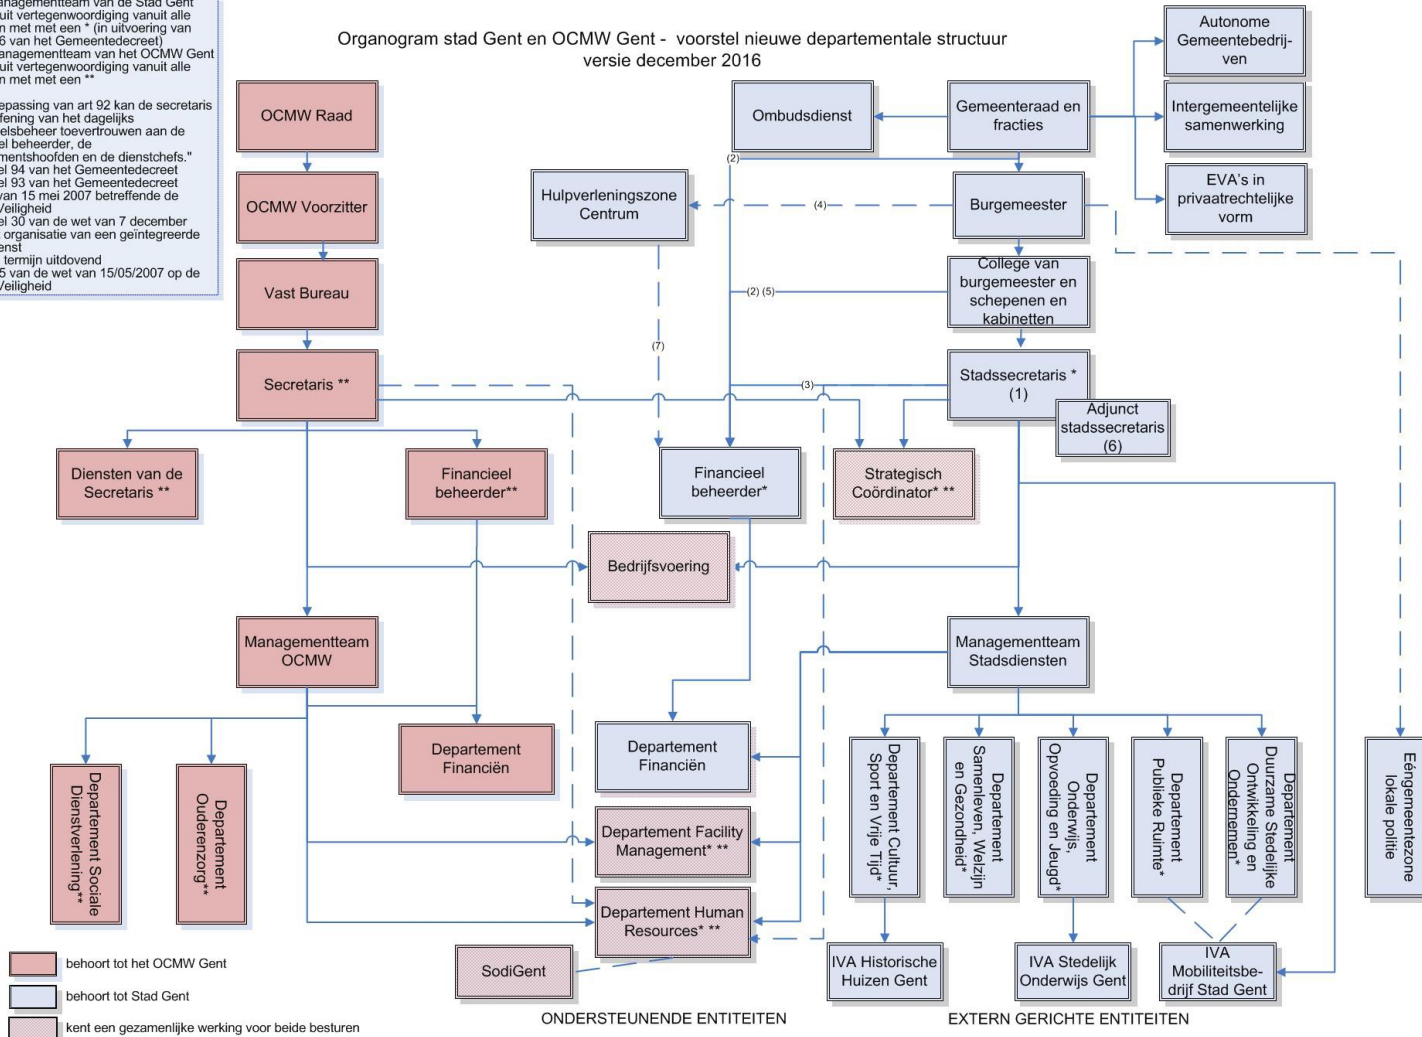 anagementteam van de Stad Gent
uit vertegenwoordiging vanuit alle
n met met een * (in uitvoering van
6 van het Gemeentedecreet)
anagementteam van het OCMW Gent
uit vertegenwoordiging vanuit alle
n met met een **
epassing van art 92 kan de secretaris
fening van het dagelijks
elsbeheer toevertrouwen aan de
el beheerder, de
mentshoofden en de dienstchefs."
el 94 van het Gemeentedecreet
el 93 van het Gemeentedecreet
van 15 mei 2007 betreffende de
Veiligheid
el 30 van de wet van 7 december
t organisatie van een geïntegreerde
enst
termijn uitdovend
5 van de wet van 15/05/2007 op de
Veiligheid
Organogram stad Gent en OCMW Gent - voorstel nieuwe departementale structuur
versie december 2016
Autonome
Gemeentebedrij-
ven
OCMW Raad
Ombudsdienst
Gemeenteraad en
fracties
Intergemeentelijke
samenwerking
(2)
OCMW Voorzitter
Hulpverleningszone
Centrum
(4)
Burgemeester
EVA's in
privaatrechtelijke
vorm
Vast Bureau
(2) (5)
College van
burgemeester en
schepenen en
kabinetten
(7)
Secretaris **
(3)
Stadssecretaris *
(1)
Adjunct
stadssecretaris
(6)
Diensten van de
Secretaris **
Financieel
beheerder**
Financieel
beheerder*
Strategisch
Coördinator* **
Bedrijfsvoering
Managementteam
OCMW
Managementteam
Stadsdiensten
Departement Sociale
Dienstverlening**
Departement
Ouderenzorg**
Departement
Financiën
Departement
Financiën
Departement Facility
Management* **
Departement Human
Resources* **
SodiGent
Departement Cultuur,
Sport en Vrije Tijd*
Departement
Samenleven, Welzijn
en Gezondheid*
Departement
Onderwijs,
Opvoeding en Jeugd*
Departement
Publieke Ruimte*
Departement
Duurzame Stedelijke
Ontwikkeling en
Ondernemen*
Eéngemeentezone
lokale politie
IVA Historische
Huizen Gent
IVA Stedelijk
Onderwijs Gent
IVA
Mobiliteitsbe-
drijf Stad Gent
behoort tot het OCMW Gent
behoort tot Stad Gent
kent een gezamenlijke werking voor beide besturen
ONDERSTEUNENDE ENTITEITEN
EXTERN GERICHTE ENTITEITEN